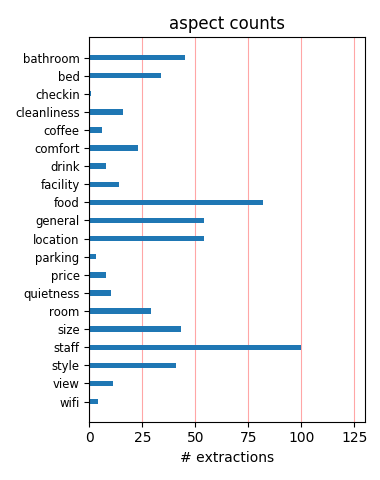 aspect counts
bathroom
bed
checkin
cleanliness
coffee
comfort
drink
facility
food
general
location
parking
price
quietness
room
size
staff
style
view
wifi
0 25 50 75 100 125
# extractions